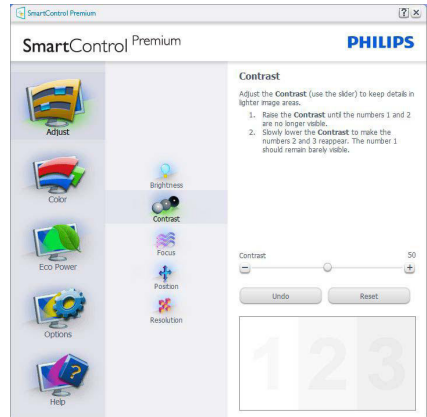 SmartControl Premium
SmartControl Premium
PHILIPS
Adjust
Color
Eco Power
Options
Help
Brightness
Contrast
Focus
Position
Resolution
Contrast
Adjust the Contrast (use the slider) to keep details in
lighter image areas.
1. Raise the Contrast until the numbers 1 and 2
are no longer visible.
2. Slowly lower the Contrast to make the
numbers 2 and 3 reappear. The number 1
should remain barely visible.
Contrast 50
Undo Reset
1 2 3